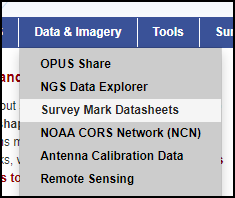 Data & Imagery Tools
OPUS Share
NGS Data Explorer
Survey Mark Datasheets
NOAA CORS Network (NCN)
Antenna Calibration Data
Remote Sensing